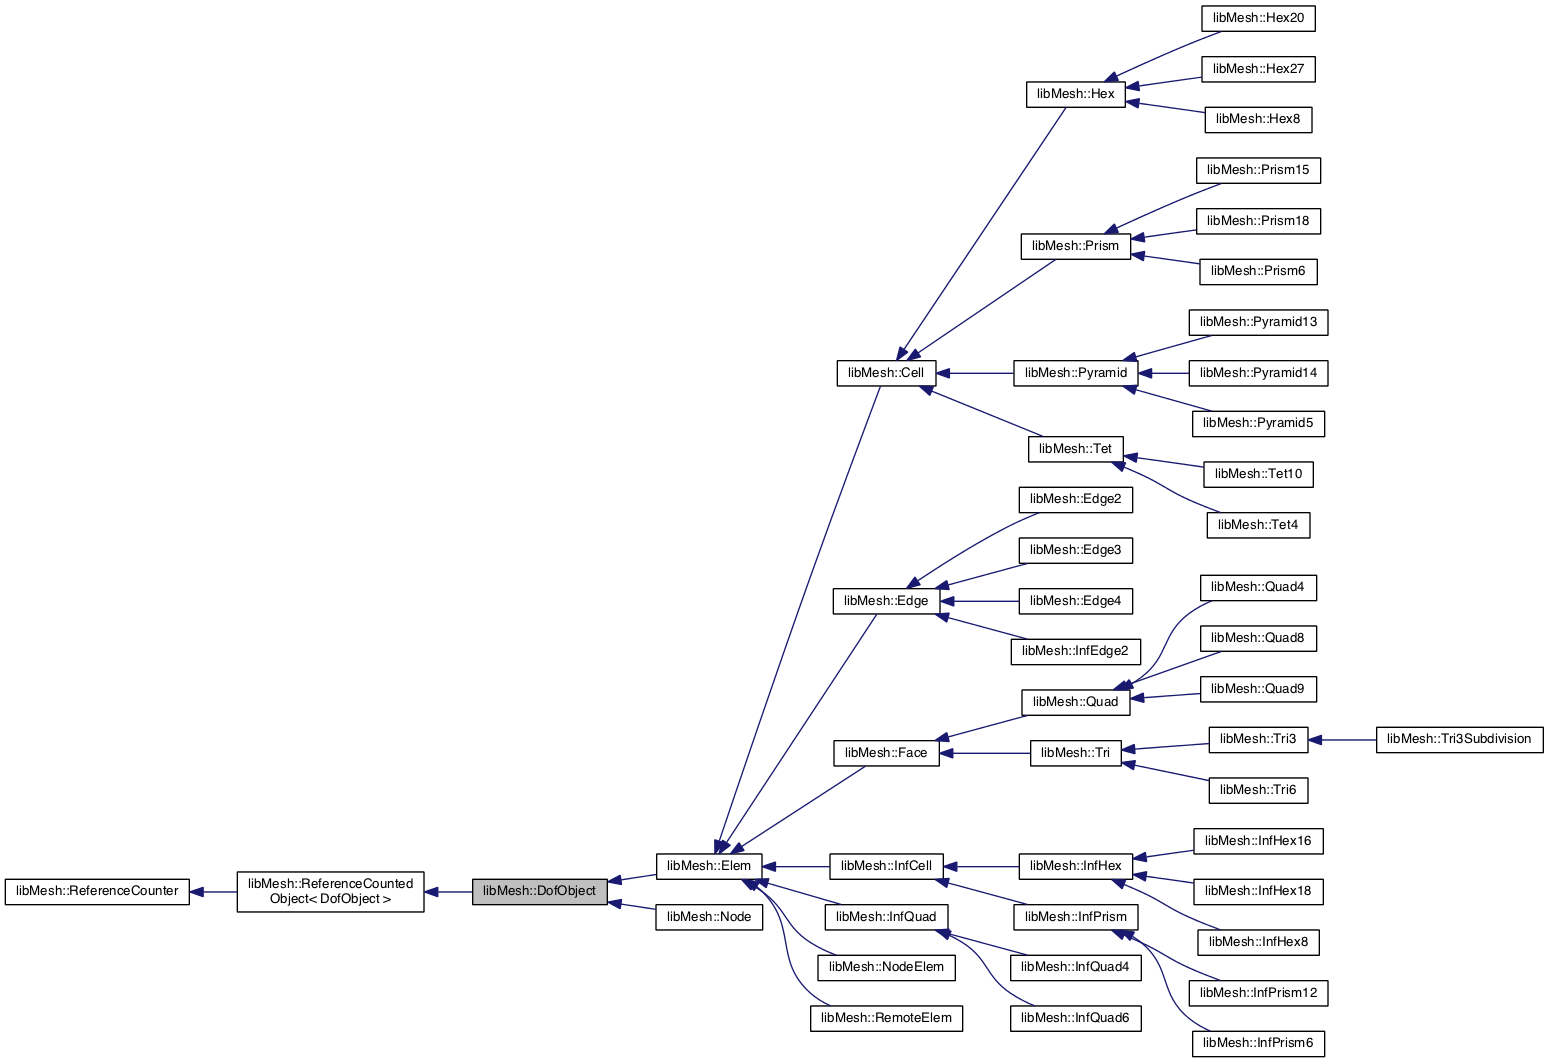 libMesh::Hex20
libMesh::Hex27
libMesh::Hex
libMesh::Hex8
libMesh::Prism15
libMesh::Prism18
libMesh::Prism
libMesh::Prism6
libMesh::Pyramid13
libMesh::Cell
libMesh::Pyramid
libMesh::Pyramid14
libMesh::Pyramid5
libMesh::Tet
libMesh::Tet10
libMesh::Edge2
libMesh::Tet4
libMesh::Edge3
libMesh::Quad4
libMesh::Edge
libMesh::Edge4
libMesh::Quad8
libMesh::InfEdge2
libMesh::Quad9
libMesh::Quad
libMesh::Tri3
libMesh::Tri3Subdivision
libMesh::Face
libMesh::Tri
libMesh::Tri6
libMesh::InfHex16
libMesh::Elem
libMesh::InfCell
libMesh::InfHex
libMesh::ReferenceCounter
libMesh::ReferenceCounted
Object< DofObject >
libMesh::DofObject
libMesh::InfHex18
libMesh::Node
libMesh::InfQuad
libMesh::InfPrism
libMesh::InfHex8
libMesh::NodeElem
libMesh::InfQuad4
libMesh::InfPrism12
libMesh::RemoteElem
libMesh::InfQuad6
libMesh::InfPrism6